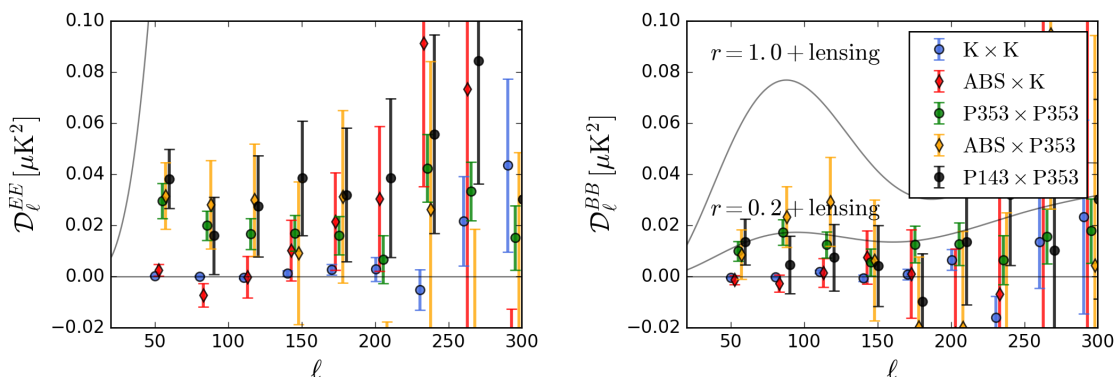 0.10
0.08
0.06
0.04
0.02
0.00
−0.02
50 100 150 200 250 300
ℓ
𝒟_ℓ^{EE} [μK²]
0.10
0.08
0.06
0.04
0.02
0.00
−0.02
50 100 150 200 250 300
ℓ
𝒟_ℓ^{BB} [μK²]
r = 1.0 + lensing
r = 0.2 + lensing
K × K
ABS × K
P353 × P353
ABS × P353
P143 × P353